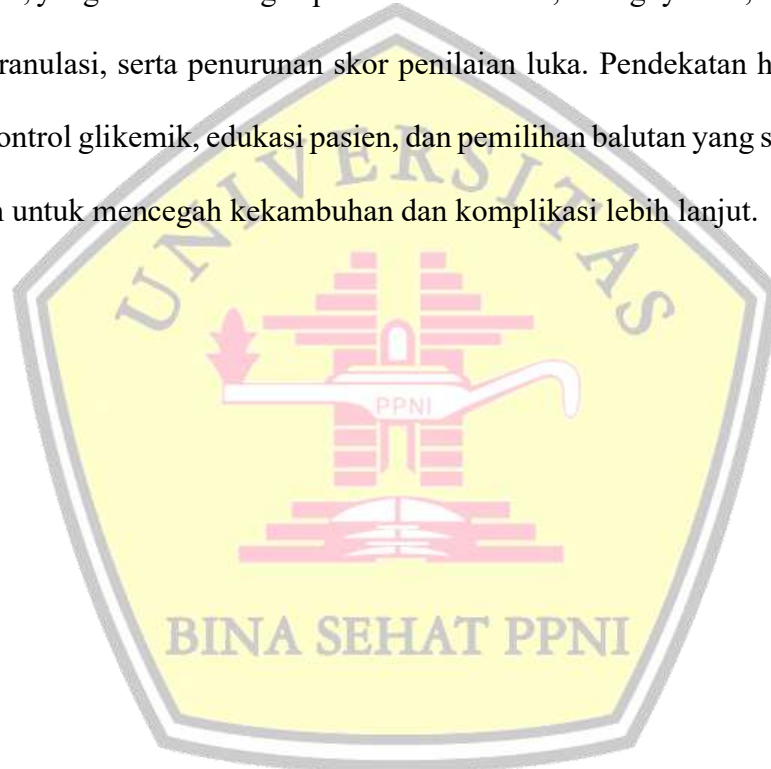 ranulasi, serta penurunan skor penilaian luka. Pendekatan h
ontrol glikemik, edukasi pasien, dan pemilihan balutan yang s
untuk mencegah kekambuhan dan komplikasi lebih lanjut.
UNIVERSITAS
PPNI
BINA SEHAT PPNI